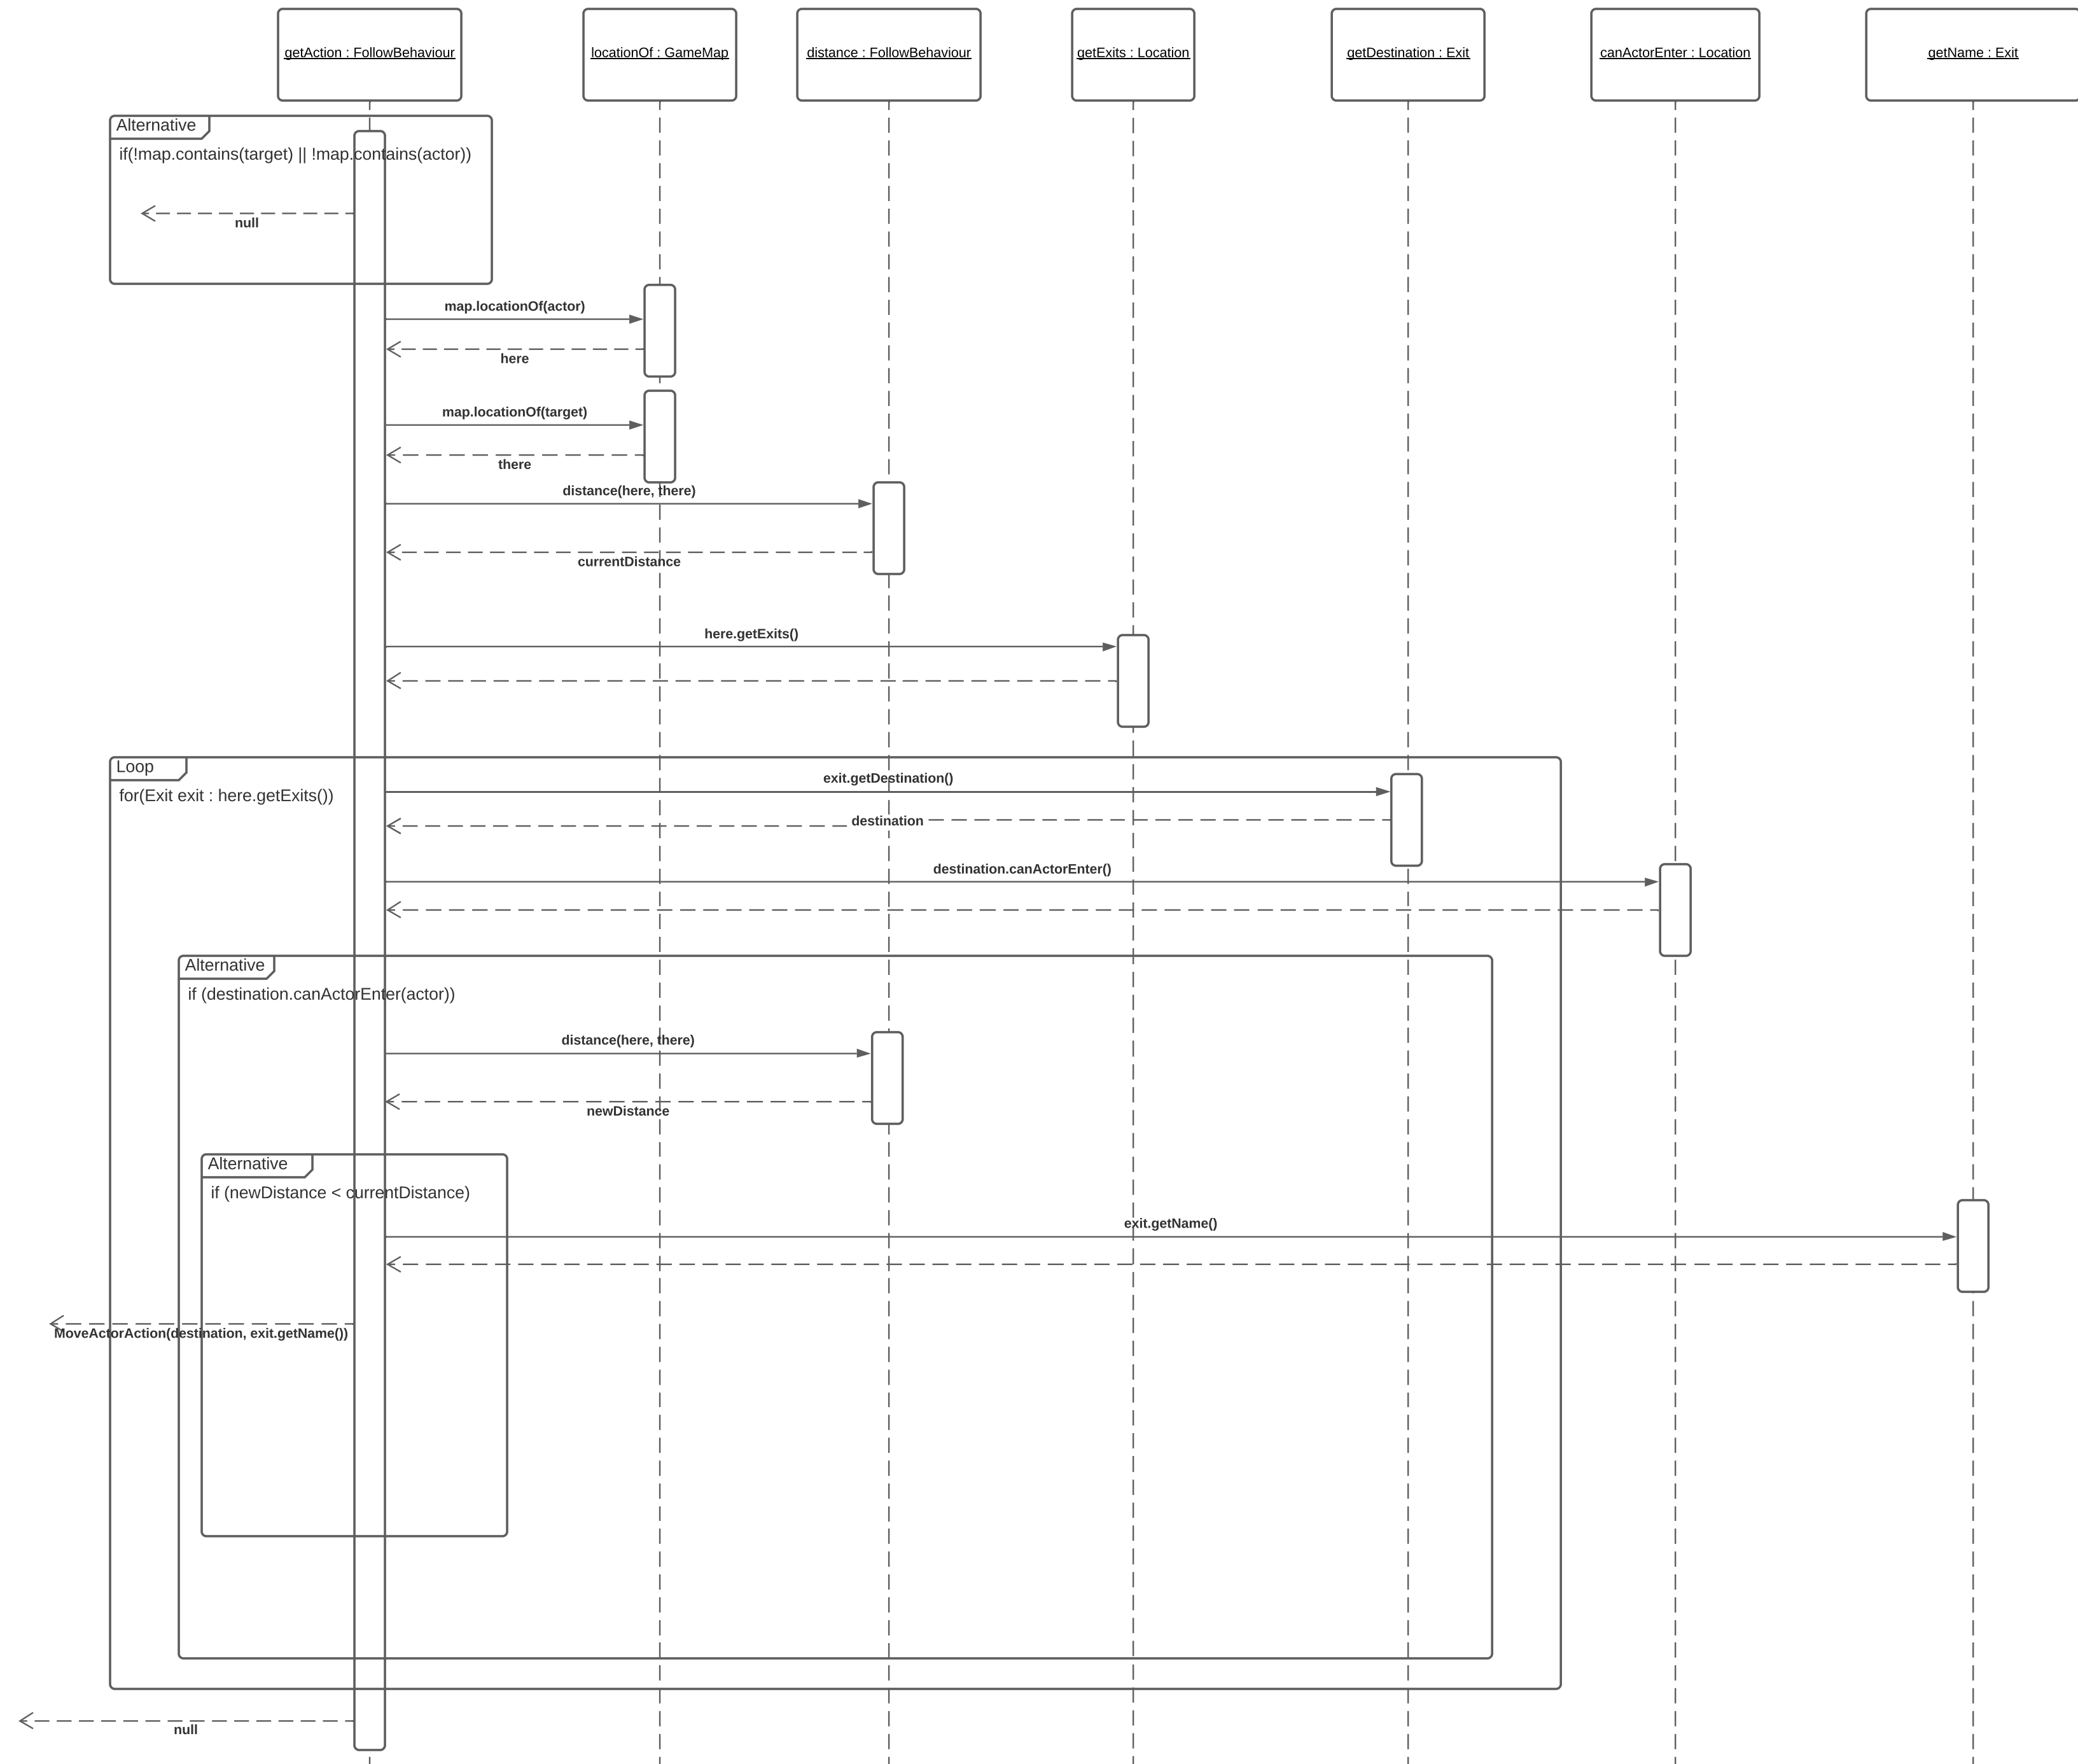 getAction : FollowBehaviour
locationOf : GameMap
distance : FollowBehaviour
getExits : Location
getDestination : Exit
canActorEnter : Location
getName : Exit
Alternative
if(!map.contains(target) || !map.contains(actor))
null
map.locationOf(actor)
here
map.locationOf(target)
there
distance(here, there)
currentDistance
here.getExits()
Loop
for(Exit exit : here.getExits())
exit.getDestination()
destination
destination.canActorEnter()
Alternative
if (destination.canActorEnter(actor))
distance(here, there)
newDistance
Alternative
if (newDistance < currentDistance)
exit.getName()
MoveActorAction(destination, exit.getName())
null